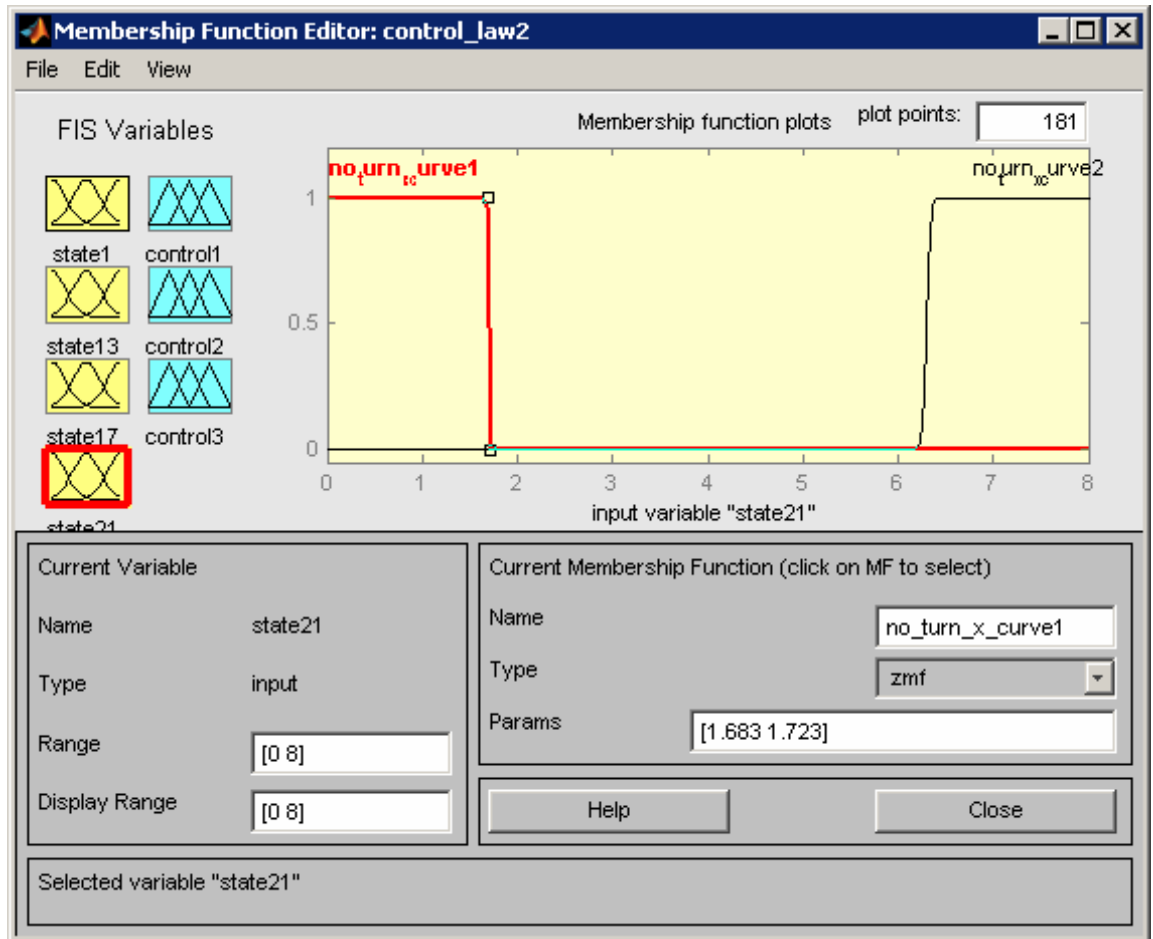 Membership Function Editor: control_law2
File Edit View
FIS Variables
Membership function plots plot points: 181
state1 control1
state13 control2
state17 control3
state21
no_turn_xcurve1
no_turn_xcurve2
1
0.5
0
0 1 2 3 4 5 6 7 8
input variable "state21"
Current Variable
Name state21
Type input
Range [0 8]
Display Range [0 8]
Current Membership Function (click on MF to select)
Name no_turn_x_curve1
Type zmf
Params [1.683 1.723]
Help Close
Selected variable "state21"